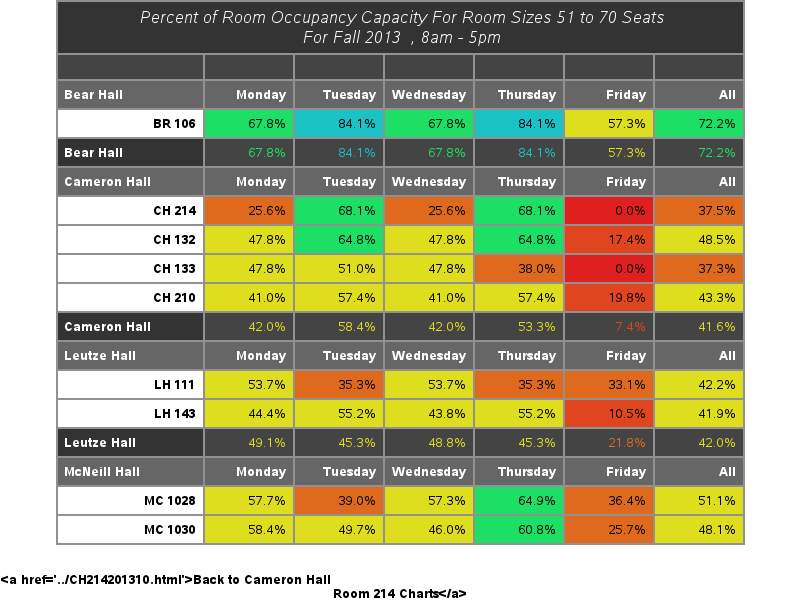 Percent of Room Occupancy Capacity For Room Sizes 51 to 70 Seats
For Fall 2013 , 8am - 5pm
Bear Hall Monday Tuesday Wednesday Thursday Friday All
BR 106 67.8% 84.1% 67.8% 84.1% 57.3% 72.2%
Bear Hall 67.8% 84.1% 67.8% 84.1% 57.3% 72.2%
Cameron Hall Monday Tuesday Wednesday Thursday Friday All
CH 214 25.6% 68.1% 25.6% 68.1% 0.0% 37.5%
CH 132 47.8% 64.8% 47.8% 64.8% 17.4% 48.5%
CH 133 47.8% 51.0% 47.8% 38.0% 0.0% 37.3%
CH 210 41.0% 57.4% 41.0% 57.4% 19.8% 43.3%
Cameron Hall 42.0% 58.4% 42.0% 53.3% 7.4% 41.6%
Leutze Hall Monday Tuesday Wednesday Thursday Friday All
LH 111 53.7% 35.3% 53.7% 35.3% 33.1% 42.2%
LH 143 44.4% 55.2% 43.8% 55.2% 10.5% 41.9%
Leutze Hall 49.1% 45.3% 48.8% 45.3% 21.8% 42.0%
McNeill Hall Monday Tuesday Wednesday Thursday Friday All
MC 1028 57.7% 39.0% 57.3% 64.9% 36.4% 51.1%
MC 1030 58.4% 49.7% 46.0% 60.8% 25.7% 48.1%
<a href='../CH214201310.html'>Back to Cameron Hall
Room 214 Charts</a>